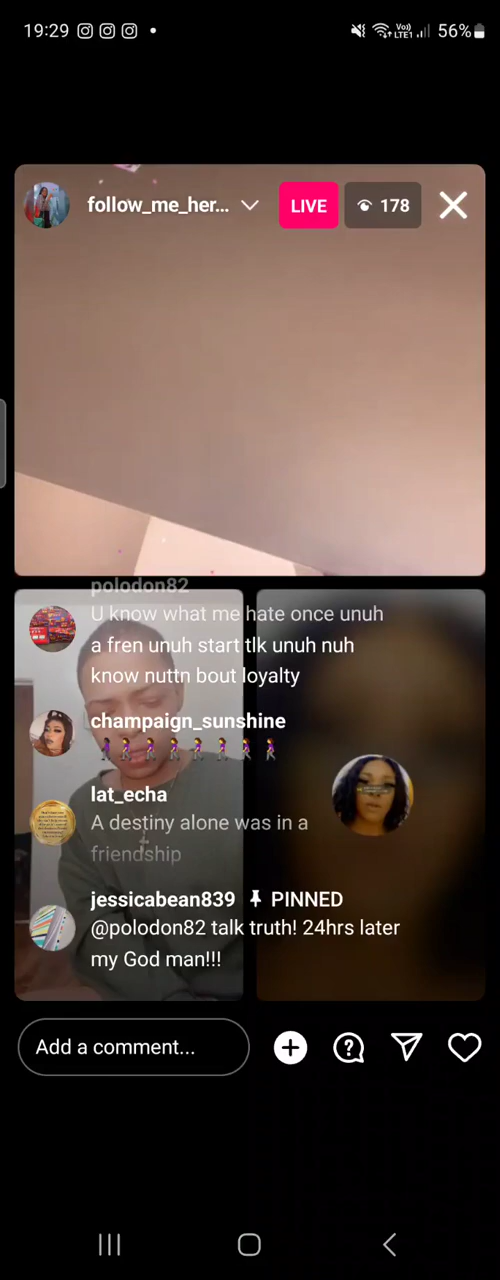 19:29
Vo))
LTE1
56%
follow_me_her...
LIVE
178
polodon82
U know what me hate once unuh
a fren unuh start tlk unuh nuh
know nuttn bout loyalty
champaign_sunshine
🚶🏾‍♀️🚶🏾‍♀️🚶🏾‍♀️🚶🏾‍♀️🚶🏾‍♀️🚶🏾‍♀️🚶🏾‍♀️🚶🏾‍♀️
lat_echa
A destiny alone was in a
friendship
jessicabean839 📌 PINNED
@polodon82 talk truth! 24hrs later
my God man!!!
Add a comment...